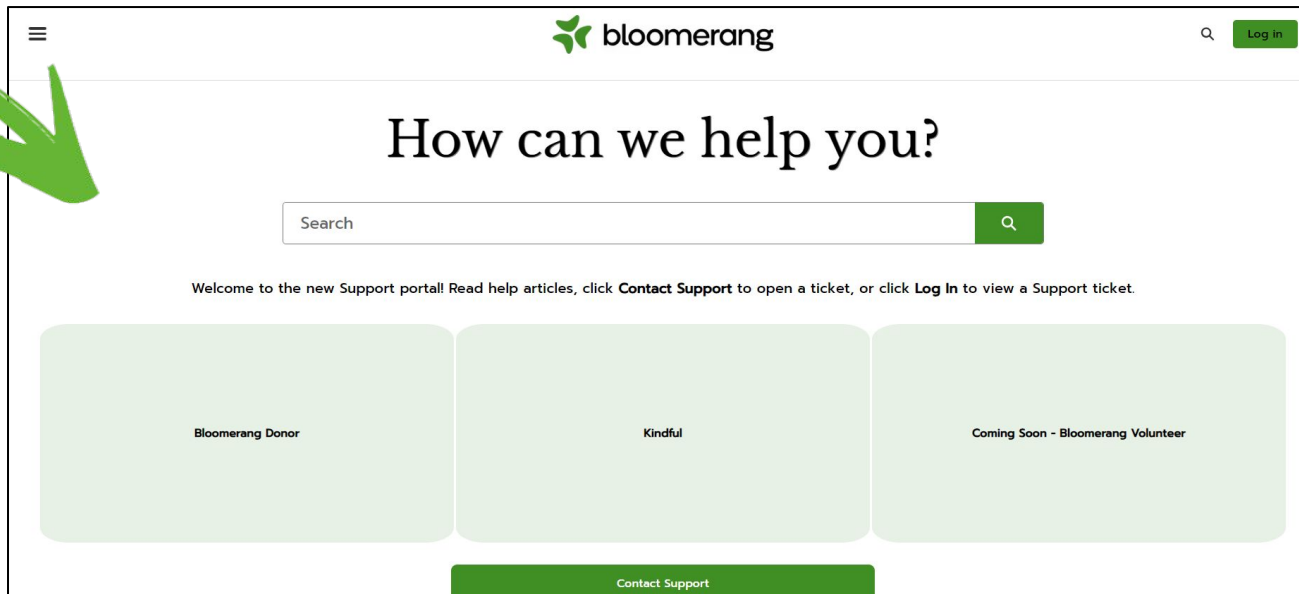 bloomerang
Log in
How can we help you?
Search
Welcome to the new Support portal! Read help articles, click Contact Support to open a ticket, or click Log In to view a Support ticket.
Bloomerang Donor
Kindful
Coming Soon - Bloomerang Volunteer
Contact Support